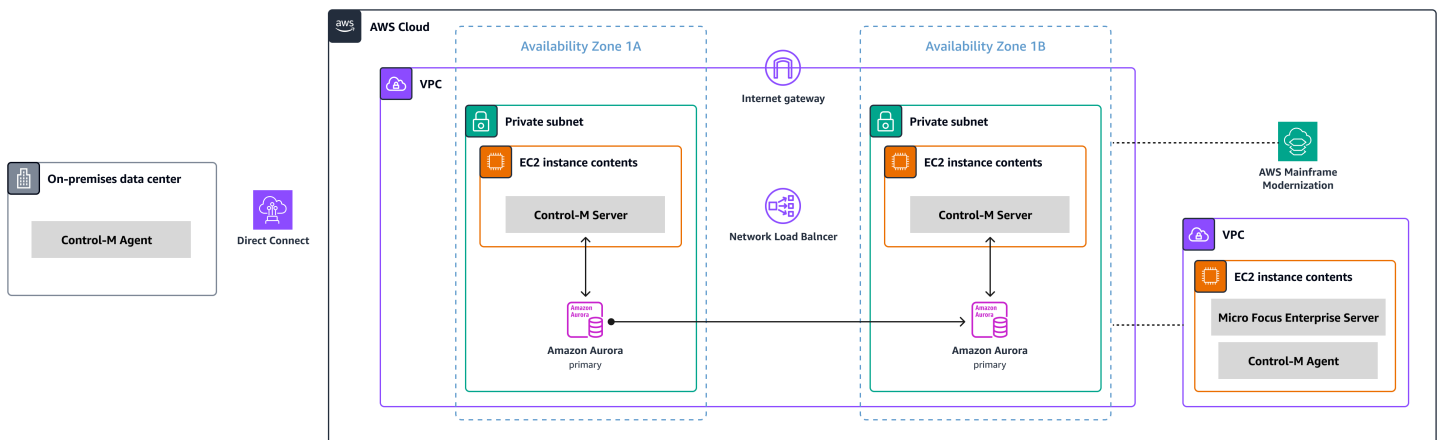 aws
AWS Cloud
Availability Zone 1A
Availability Zone 1B
VPC
Internet gateway
Private subnet
Private subnet
EC2 instance contents
EC2 instance contents
AWS Mainframe
Modernization
On-premises data center
Control-M Server
Control-M Server
Control-M Agent
Direct Connect
Network Load Balncer
VPC
EC2 instance contents
Amazon
Aurora
Amazon
Aurora
Micro Focus Enterprise Server
Amazon Aurora
primary
Amazon Aurora
primary
Control-M Agent